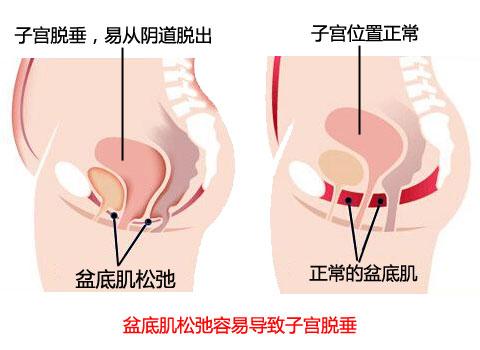 子宫脱垂，易从阴道脱出
子宫位置正常
盆底肌松弛
正常的盆底肌
盆底肌松弛容易导致子宫脱垂